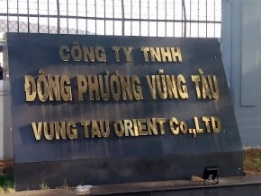 CÔNG TY TNHH
ĐÔNG PHƯƠNG VŨNG TÀU
VUNG TAU ORIENT Co.,LTD